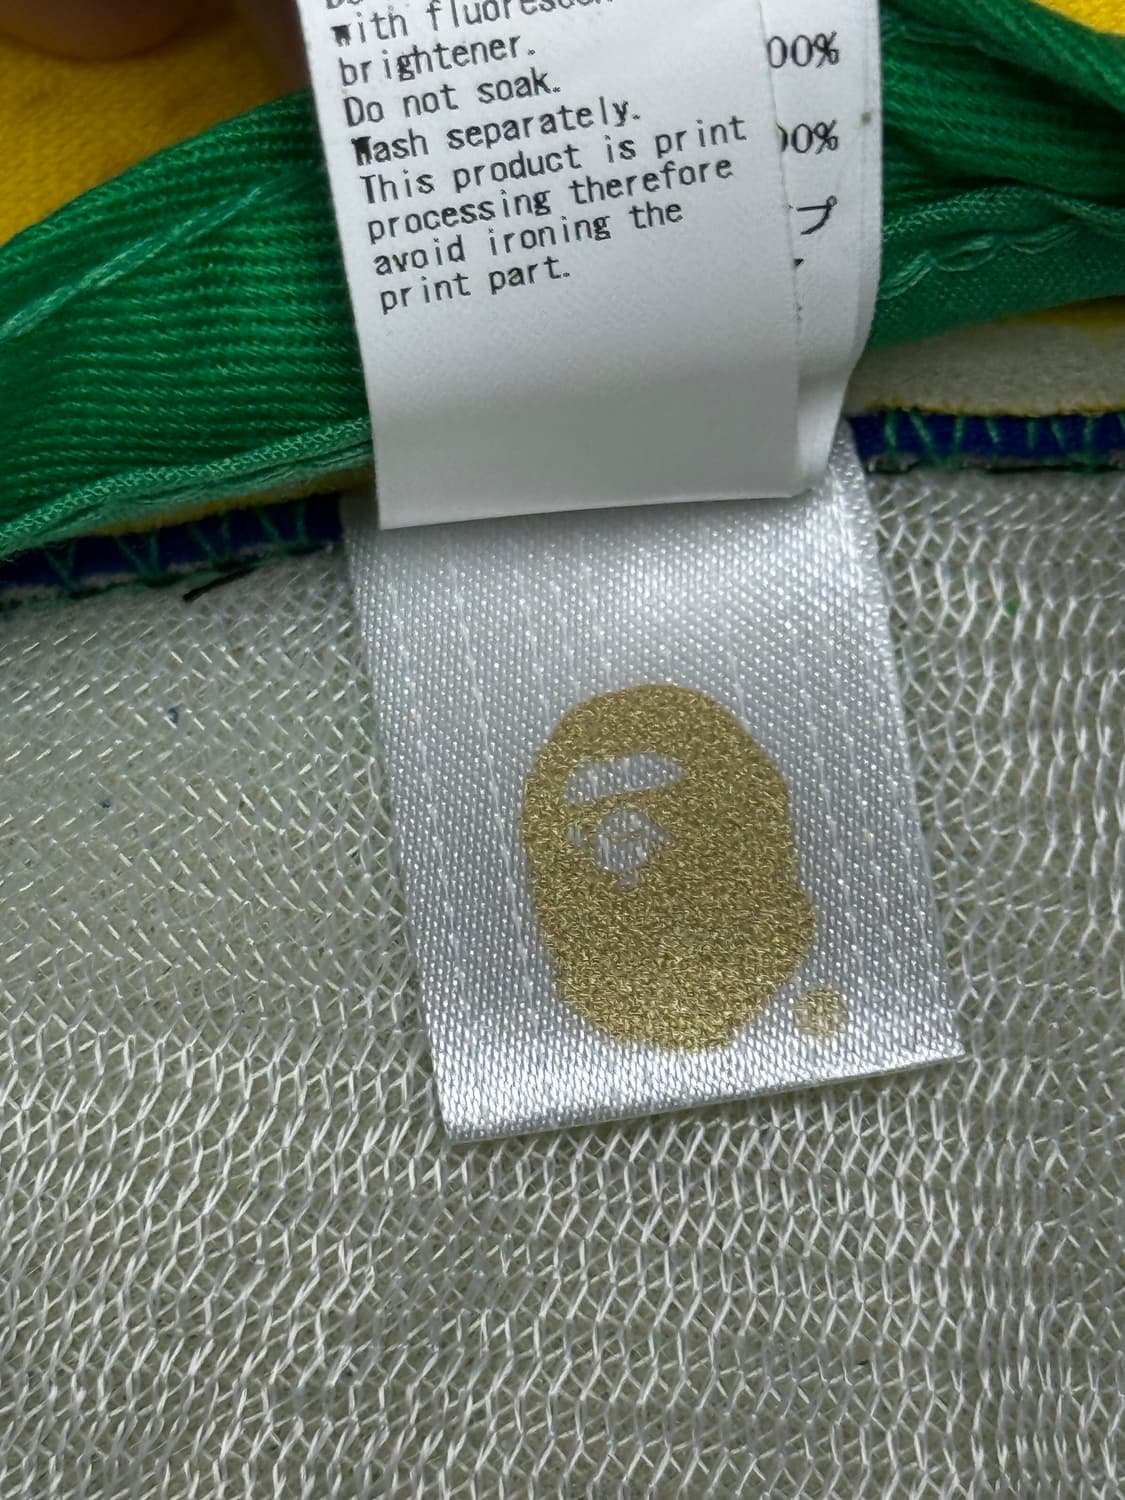 with
brightener.
Do not soak.
Wash separately.
This product is print
processing therefore
avoid ironing the
print part.
00%
00%
プ
®